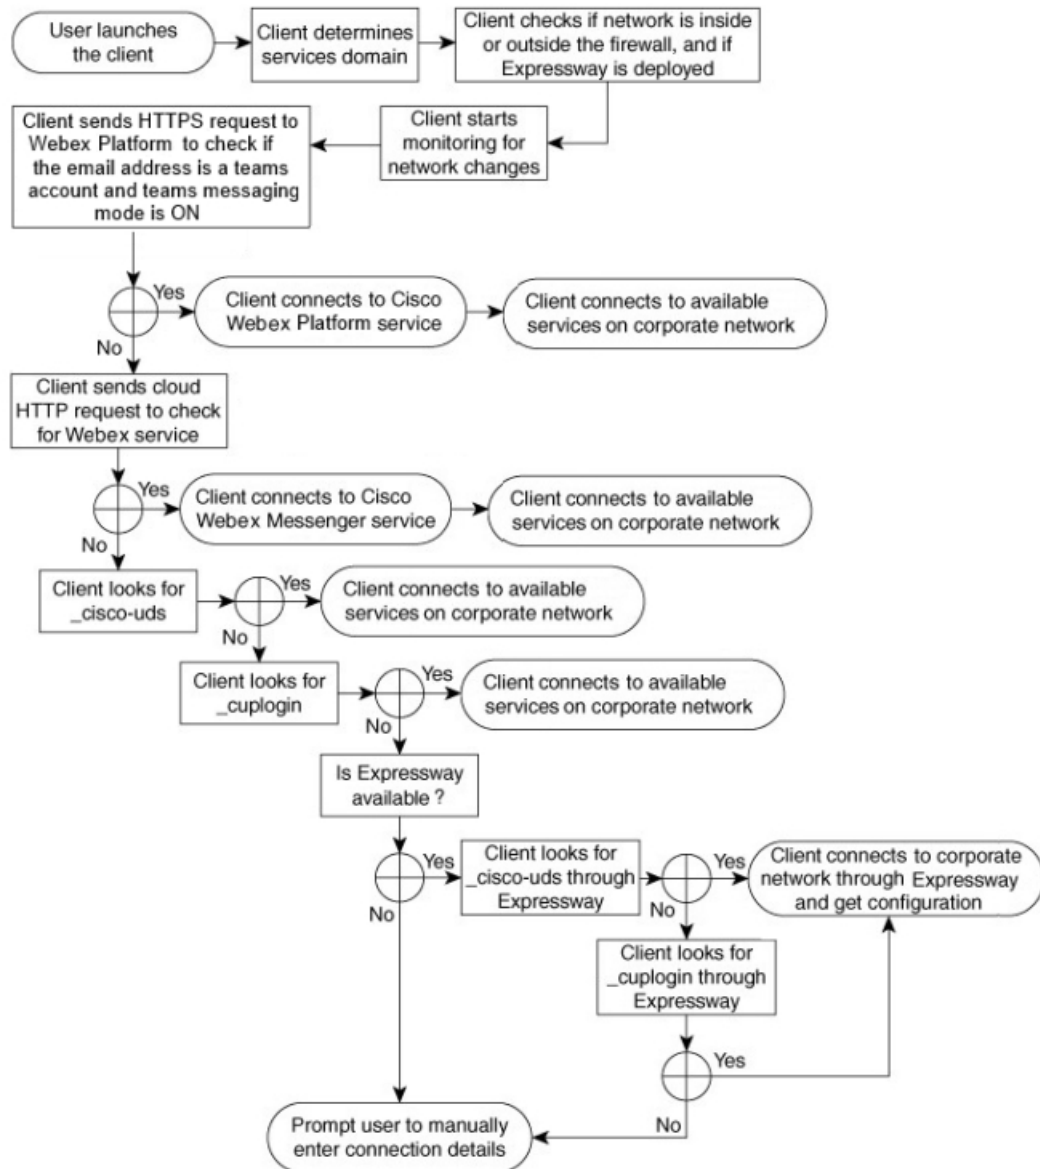 User launches
the client
Client determines
services domain
Client checks if network is inside
or outside the firewall, and if
Expressway is deployed
Client sends HTTPS request to
Webex Platform to check if
the email address is a teams
account and teams messaging
mode is ON
Client starts
monitoring for
network changes
Yes
Client connects to Cisco
Webex Platform service
Client connects to available
services on corporate network
No
Client sends cloud
HTTP request to check
for Webex service
Yes
Client connects to Cisco
Webex Messenger service
Client connects to available
services on corporate network
No
Client looks for
_cisco-uds
Yes
Client connects to available
services on corporate network
No
Client looks for
_cuplogin
Yes
Client connects to available
services on corporate network
No
Is Expressway
available ?
Yes
Client looks for
_cisco-uds through
Expressway
Yes
Client connects to corporate
network through Expressway
and get configuration
No
No
Client looks for
_cuplogin through
Expressway
Yes
No
Prompt user to manually
enter connection details